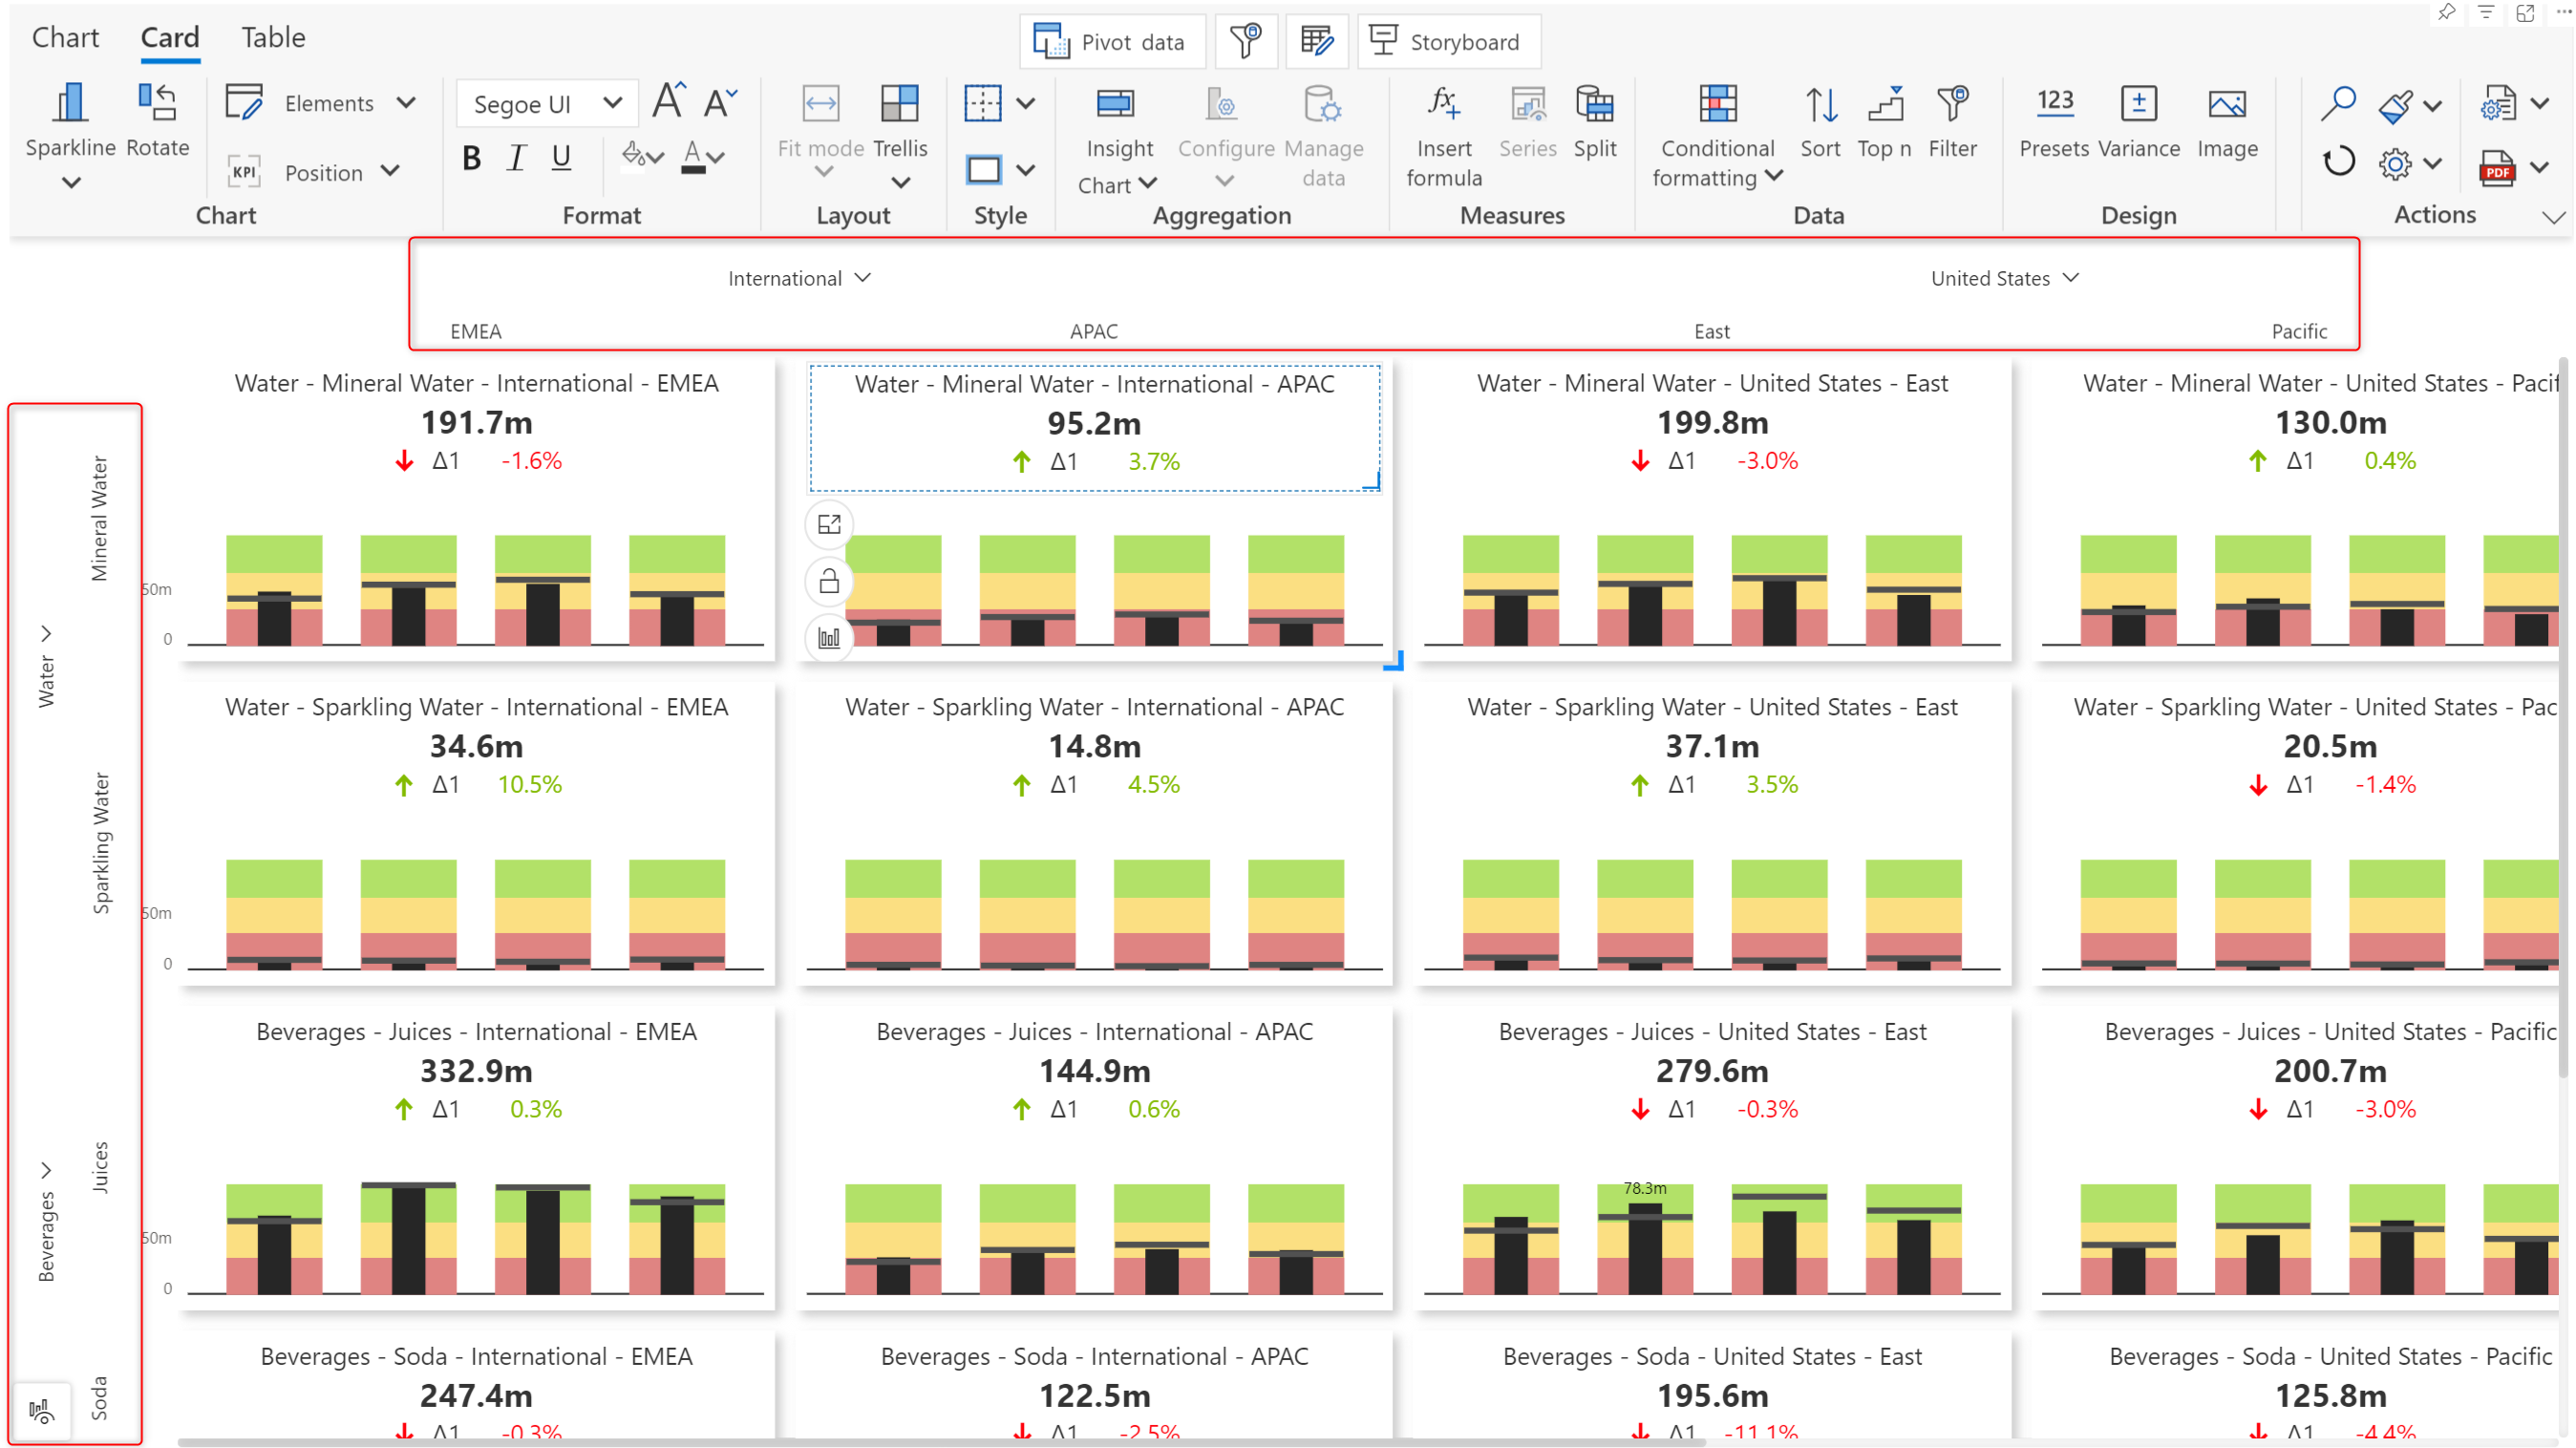 Chart Card Table
Pivot data Storyboard
Elements
Segoe UI A A
123
Sparkline Rotate
Fit mode Trellis
Insight Configure Manage
Insert Series Split
Conditional Sort Top n Filter
Presets Variance Image
KPI Position
B I U A
Chart data
formula
formatting
PDF
Chart Format Layout Style Aggregation Measures Data Design Actions
International United States
EMEA APAC East Pacific
Water - Mineral Water - International - EMEA
191.7m
Δ1 -1.6%
Water - Mineral Water - International - APAC
95.2m
Δ1 3.7%
Water - Mineral Water - United States - East
199.8m
Δ1 -3.0%
Water - Mineral Water - United States - Pacif
130.0m
Δ1 0.4%
Water
Mineral Water
50m
0
Water - Sparkling Water - International - EMEA
34.6m
Δ1 10.5%
Water - Sparkling Water - International - APAC
14.8m
Δ1 4.5%
Water - Sparkling Water - United States - East
37.1m
Δ1 3.5%
Water - Sparkling Water - United States - Pac
20.5m
Δ1 -1.4%
Sparkling Water
50m
0
Beverages - Juices - International - EMEA
332.9m
Δ1 0.3%
Beverages - Juices - International - APAC
144.9m
Δ1 0.6%
Beverages - Juices - United States - East
279.6m
Δ1 -0.3%
78.3m
Beverages - Juices - United States - Pacific
200.7m
Δ1 -3.0%
Beverages
Juices
50m
0
Beverages - Soda - International - EMEA
247.4m
Δ1 -0.3%
Beverages - Soda - International - APAC
122.5m
Δ1 -2.5%
Beverages - Soda - United States - East
195.6m
Δ1 -11.1%
Beverages - Soda - United States - Pacific
125.8m
Δ1 -4.4%
Soda